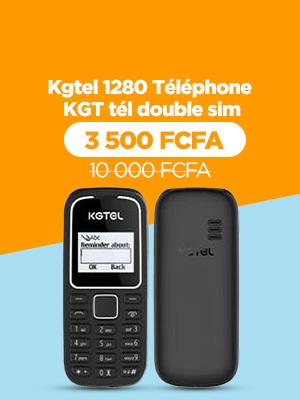 Kgtel 1280 Téléphone
KGT tél double sim
3 500 FCFA
10 000 FCFA
KGTEL
Abc
Reminder about:
OK Back
KGTEL